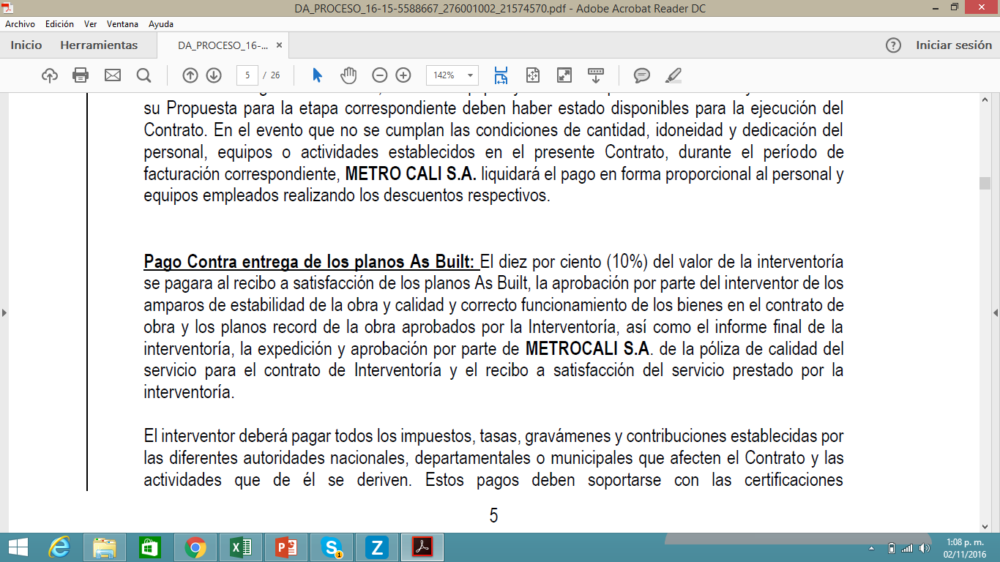 DA_PROCESO_16-15-5588667_276001002_21574570.pdf - Adobe Acrobat Reader DC
Archivo Edición Ver Ventana Ayuda
Inicio Herramientas DA_PROCESO_16-... × Iniciar sesión
5 / 26 142%
su Propuesta para la etapa correspondiente deben haber estado disponibles para la ejecución del
Contrato. En el evento que no se cumplan las condiciones de cantidad, idoneidad y dedicación del
personal, equipos o actividades establecidos en el presente Contrato, durante el período de
facturación correspondiente, METRO CALI S.A. liquidará el pago en forma proporcional al personal y
equipos empleados realizando los descuentos respectivos.
Pago Contra entrega de los planos As Built: El diez por ciento (10%) del valor de la interventoría
se pagara al recibo a satisfacción de los planos As Built, la aprobación por parte del interventor de los
amparos de estabilidad de la obra y calidad y correcto funcionamiento de los bienes en el contrato de
obra y los planos record de la obra aprobados por la Interventoría, así como el informe final de la
interventoría, la expedición y aprobación por parte de METROCALI S.A. de la póliza de calidad del
servicio para el contrato de Interventoría y el recibo a satisfacción del servicio prestado por la
interventoría.
El interventor deberá pagar todos los impuestos, tasas, gravámenes y contribuciones establecidas por
las diferentes autoridades nacionales, departamentales o municipales que afecten el Contrato y las
actividades que de él se deriven. Estos pagos deben soportarse con las certificaciones
5
1:08 p. m.
02/11/2016